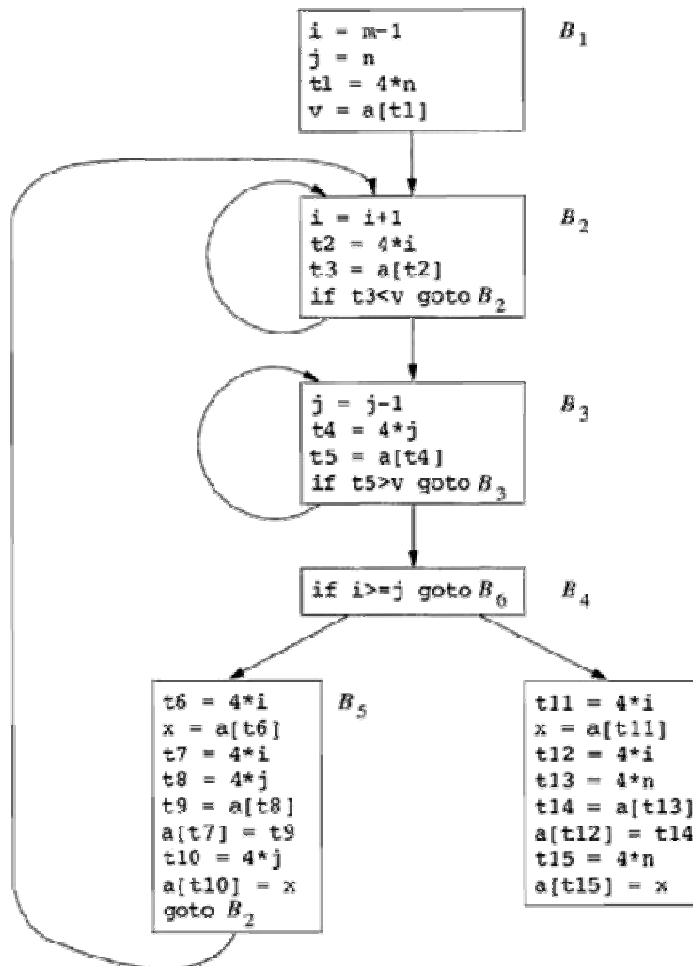 i = m-1
j = n
t1 = 4*n
v = a[t1]
B1
i = i+1
t2 = 4*i
t3 = a[t2]
if t3<v goto B2
B2
j = j-1
t4 = 4*j
t5 = a[t4]
if t5>v goto B3
B3
if i>=j goto B6
B4
t6 = 4*i
x = a[t6]
t7 = 4*i
t8 = 4*j
t9 = a[t8]
a[t7] = t9
t10 = 4*j
a[t10] = x
goto B2
B5
t11 = 4*i
x = a[t11]
t12 = 4*i
t13 = 4*n
t14 = a[t13]
a[t12] = t14
t15 = 4*n
a[t15] = x